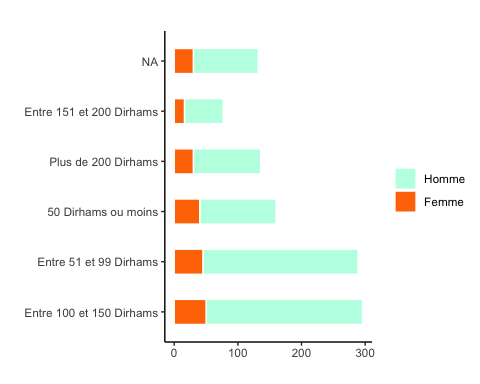 NA
Entre 151 et 200 Dirhams
Plus de 200 Dirhams
50 Dirhams ou moins
Entre 51 et 99 Dirhams
Entre 100 et 150 Dirhams
0 100 200 300
Homme
Femme